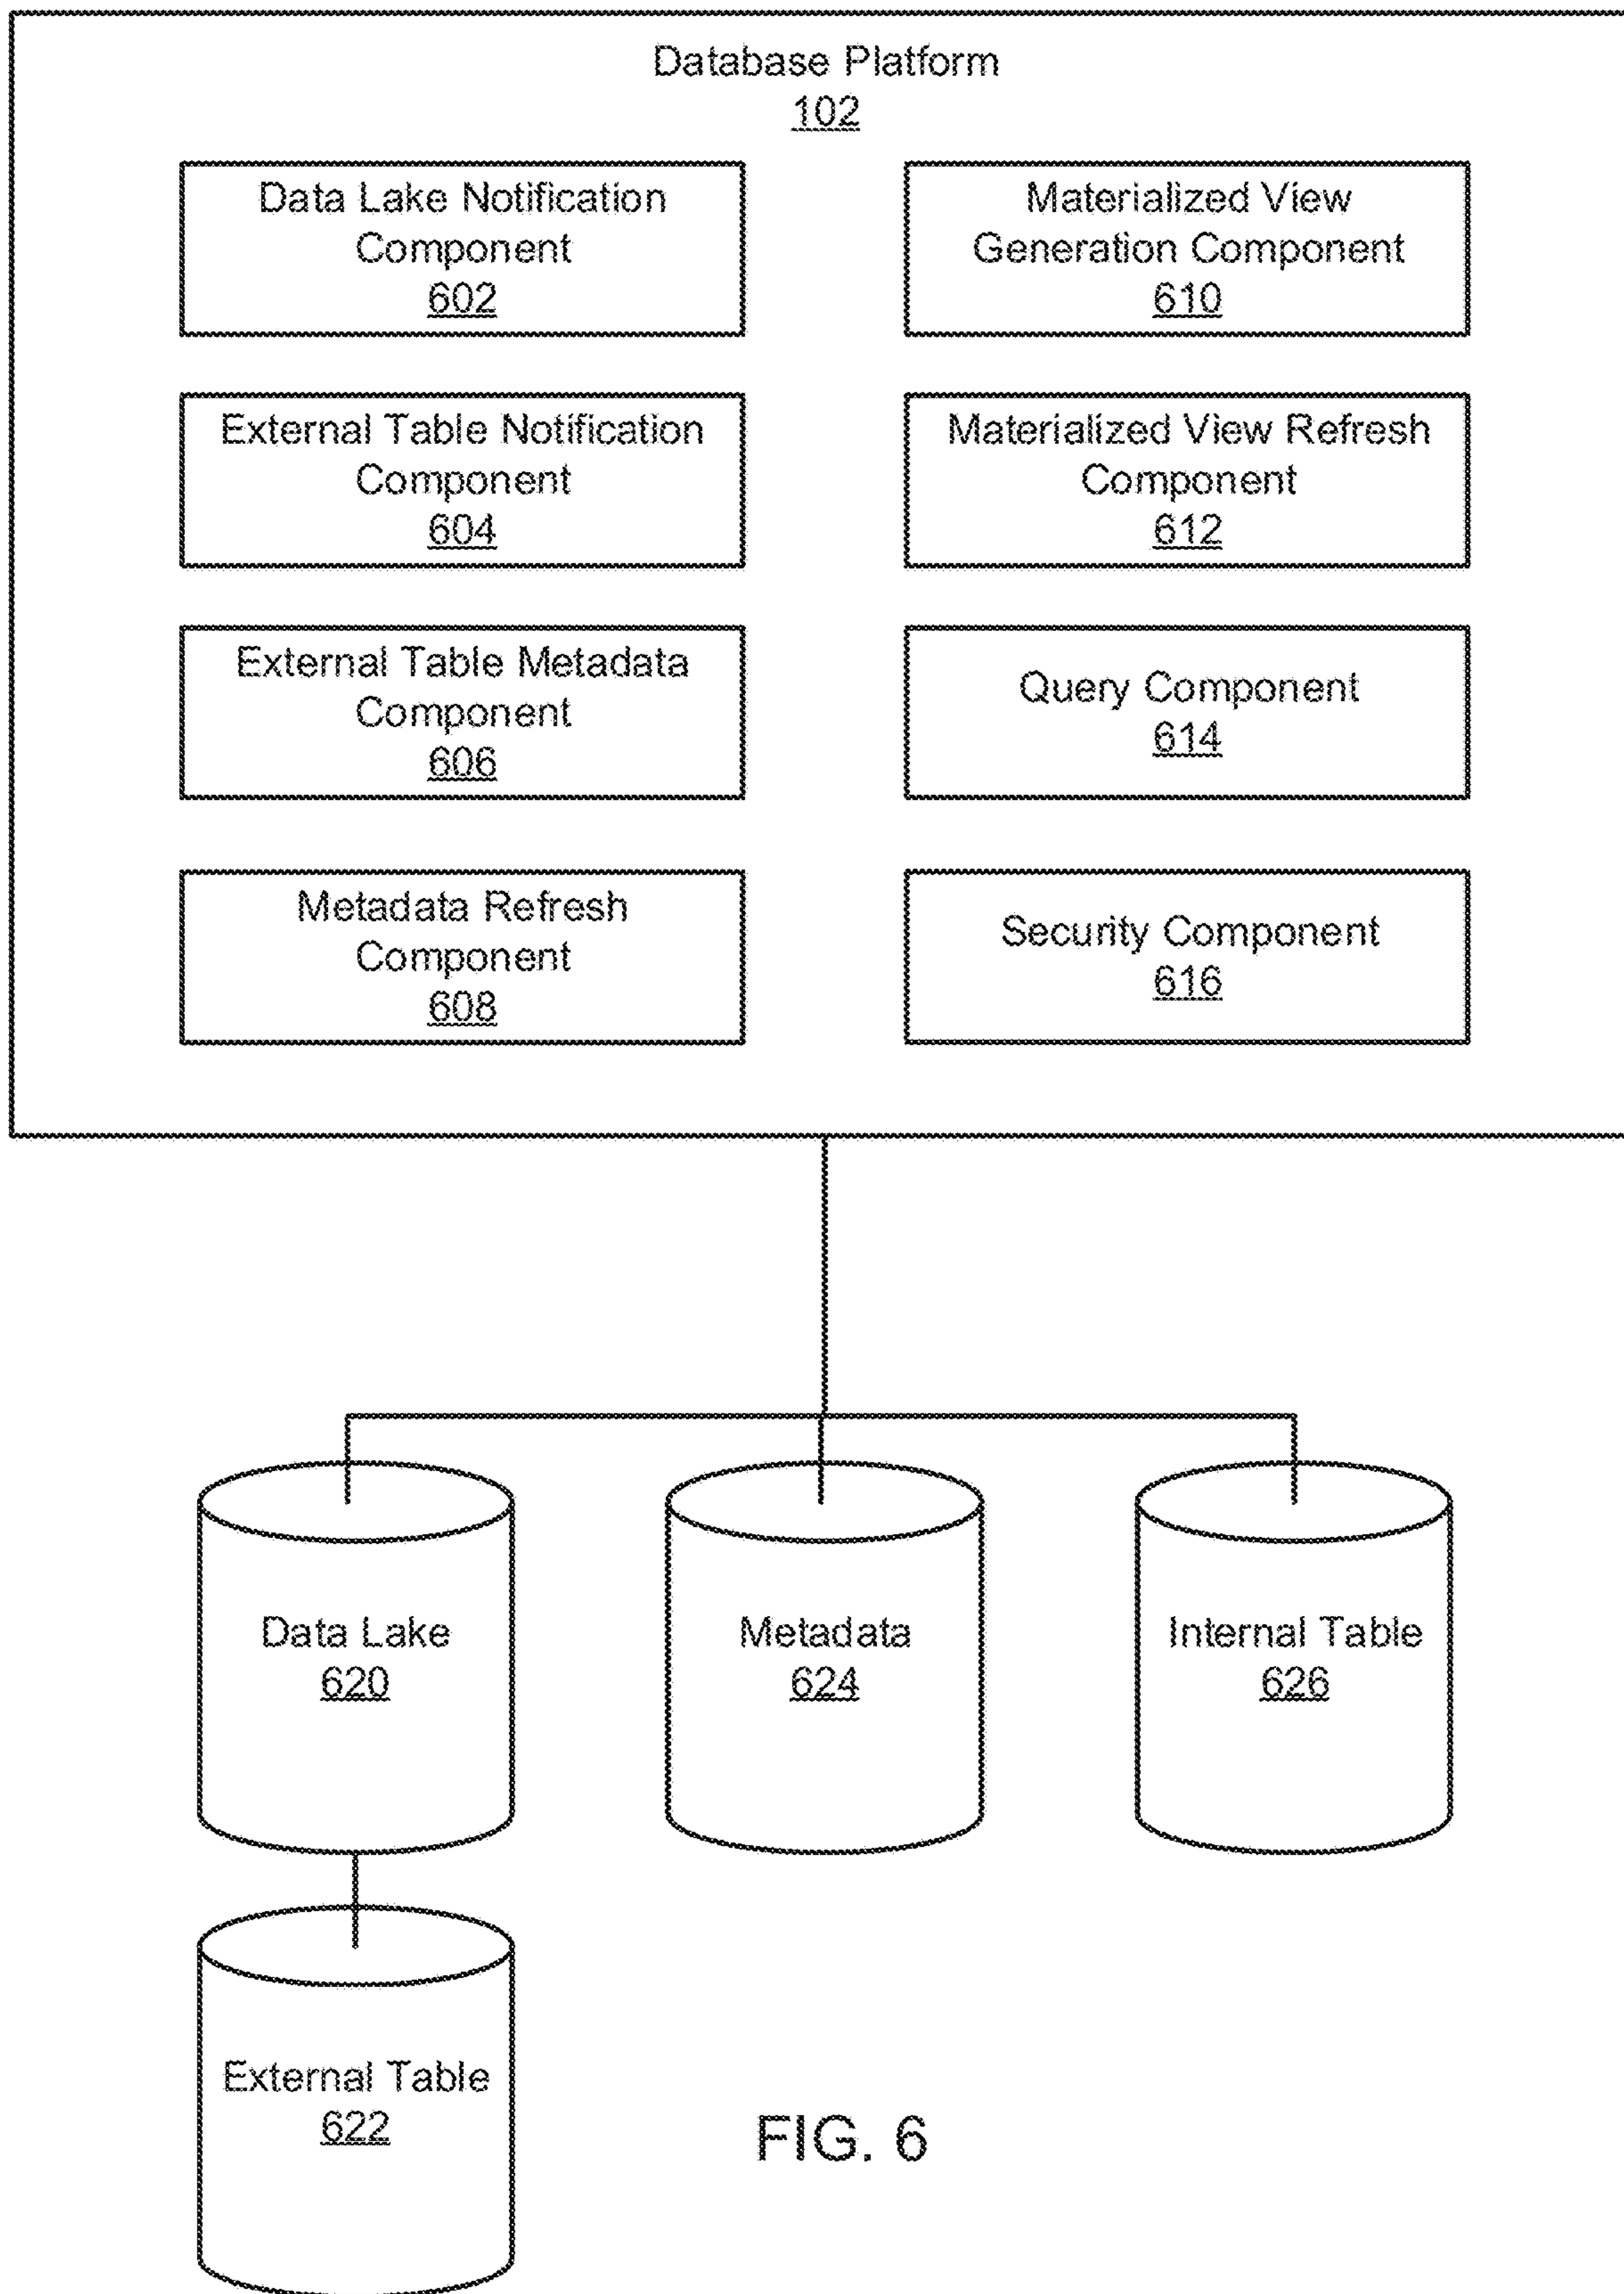 Database Platform
102
Data Lake Notification
Component
602
Materialized View
Generation Component
610
External Table Notification
Component
604
Materialized View Refresh
Component
612
External Table Metadata
Component
606
Query Component
614
Metadata Refresh
Component
608
Security Component
616
Data Lake
620
Metadata
624
Internal Table
626
External Table
622
FIG. 6